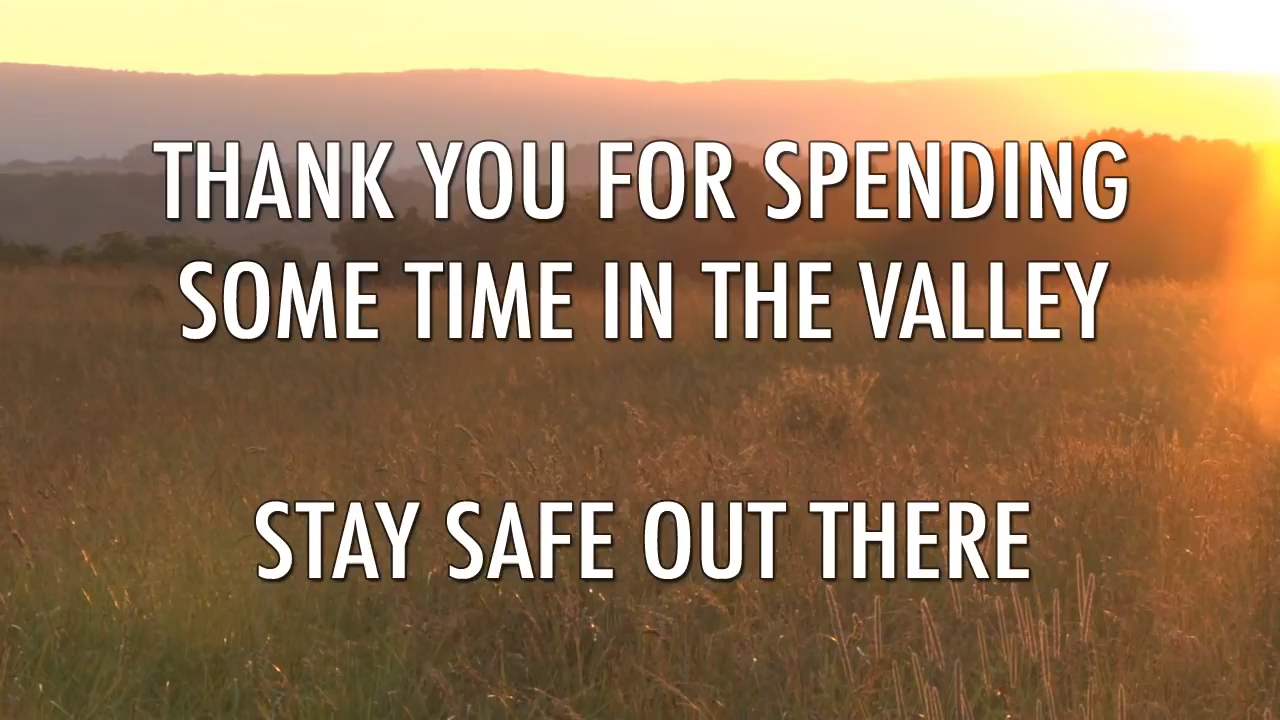 THANK YOU FOR SPENDING
SOME TIME IN THE VALLEY
STAY SAFE OUT THERE